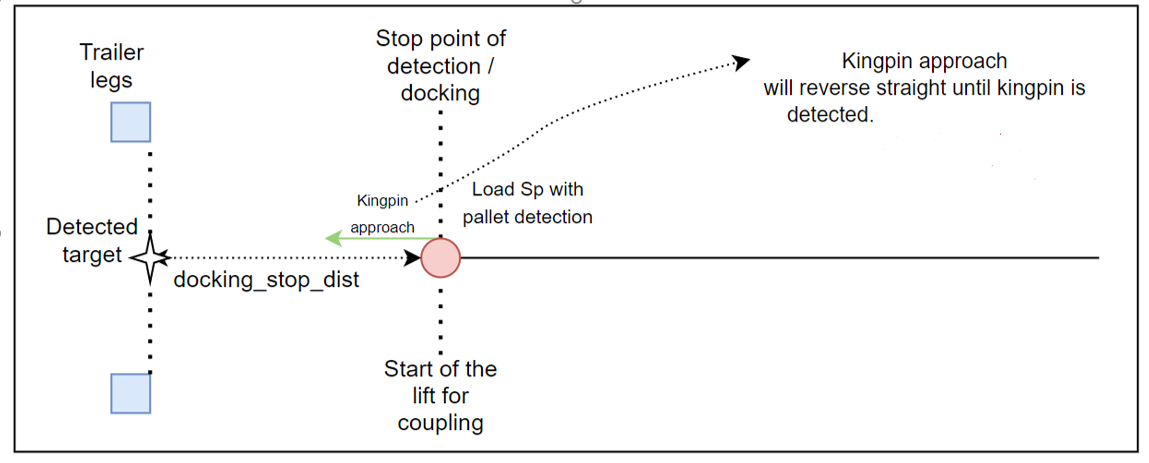 Trailer
legs
Stop point of
detection /
docking
Kingpin approach
will reverse straight until kingpin is
detected.
Kingpin
approach
Load Sp with
pallet detection
Detected
target
docking_stop_dist
Start of the
lift for
coupling